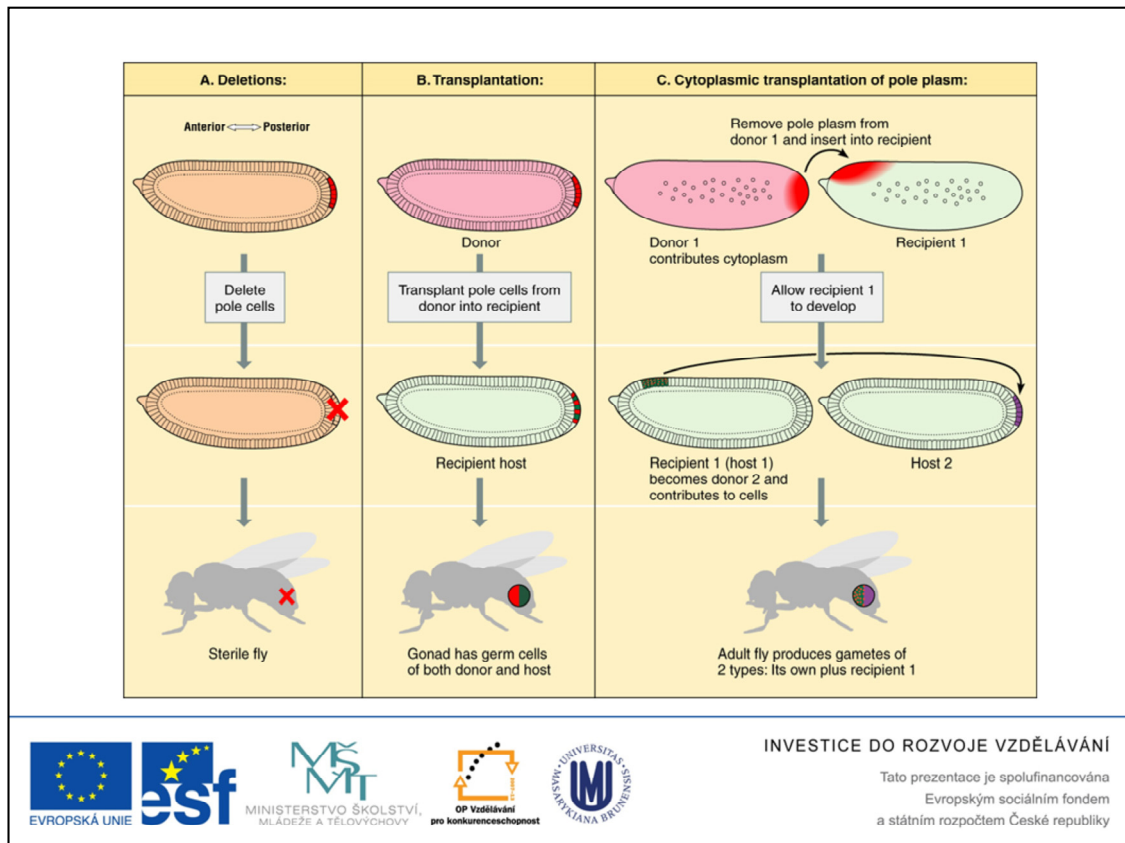 A. Deletions:
B. Transplantation:
C. Cytoplasmic transplantation of pole plasm:
Anterior Posterior
Delete
pole cells
Sterile fly
Donor
Transplant pole cells from
donor into recipient
Recipient host
Gonad has germ cells
of both donor and host
Remove pole plasm from
donor 1 and insert into recipient
Donor 1
contributes cytoplasm
Recipient 1
Allow recipient 1
to develop
Recipient 1 (host 1)
becomes donor 2 and
contributes to cells
Host 2
Adult fly produces gametes of
2 types: Its own plus recipient 1
EVROPSKÁ UNIE
esf
MŠ
MT
MINISTERSTVO ŠKOLSTVÍ,
MLÁDEŽE A TĚLOVÝCHOVY
OP Vzdělávání
pro konkurenceschopnost
UNIVERSITAS
MASARYKIANA BRUNENSIS
INVESTICE DO ROZVOJE VZDĚLÁVÁNÍ
Tato prezentace je spolufinancována
Evropským sociálním fondem
a státním rozpočtem České republiky